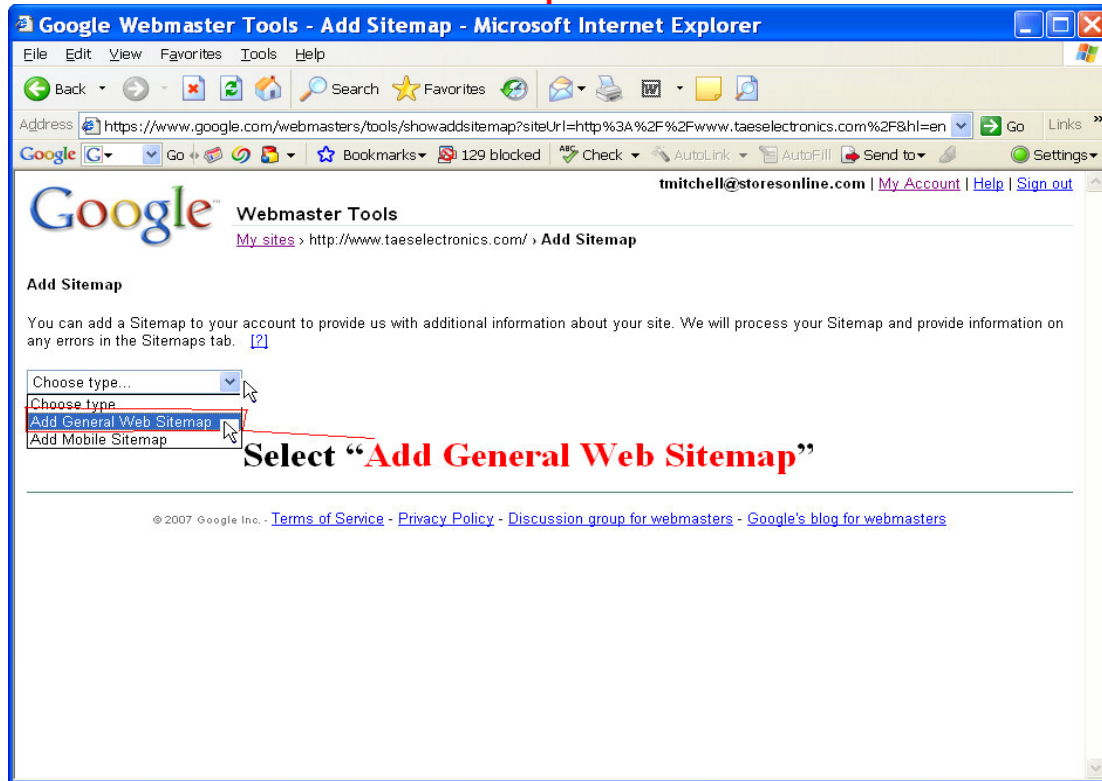 Google Webmaster Tools - Add Sitemap - Microsoft Internet Explorer
File Edit View Favorites Tools Help
Back Search Favorites
Address https://www.google.com/webmasters/tools/showaddsitemap?siteUrl=http%3A%2F%2Fwww.taeselectronics.com%2F&hl=en Go Links »
Google G Go Bookmarks 129 blocked ABC Check AutoLink AutoFill Send to Settings
tmitchell@storesonline.com | My Account | Help | Sign out
Google™ Webmaster Tools
My sites › http://www.taeselectronics.com/ › Add Sitemap
Add Sitemap
You can add a Sitemap to your account to provide us with additional information about your site. We will process your Sitemap and provide information on
any errors in the Sitemaps tab. [?]
Choose type...
Choose type
Add General Web Sitemap
Add Mobile Sitemap
Select “Add General Web Sitemap”
© 2007 Google Inc. - Terms of Service - Privacy Policy - Discussion group for webmasters - Google's blog for webmasters